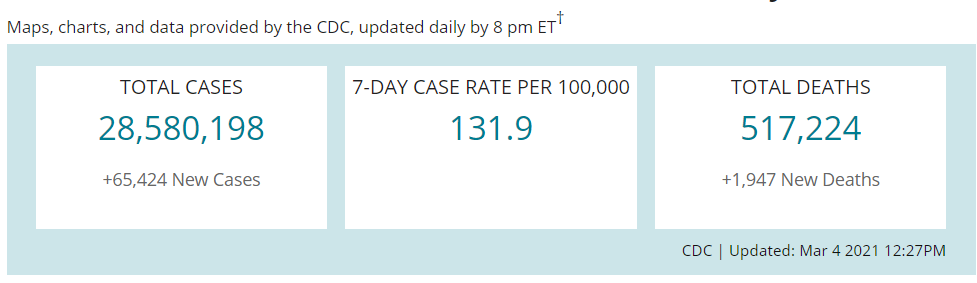 Maps, charts, and data provided by the CDC, updated daily by 8 pm ET†
TOTAL CASES
28,580,198
+65,424 New Cases
7-DAY CASE RATE PER 100,000
131.9
TOTAL DEATHS
517,224
+1,947 New Deaths
CDC | Updated: Mar 4 2021 12:27PM